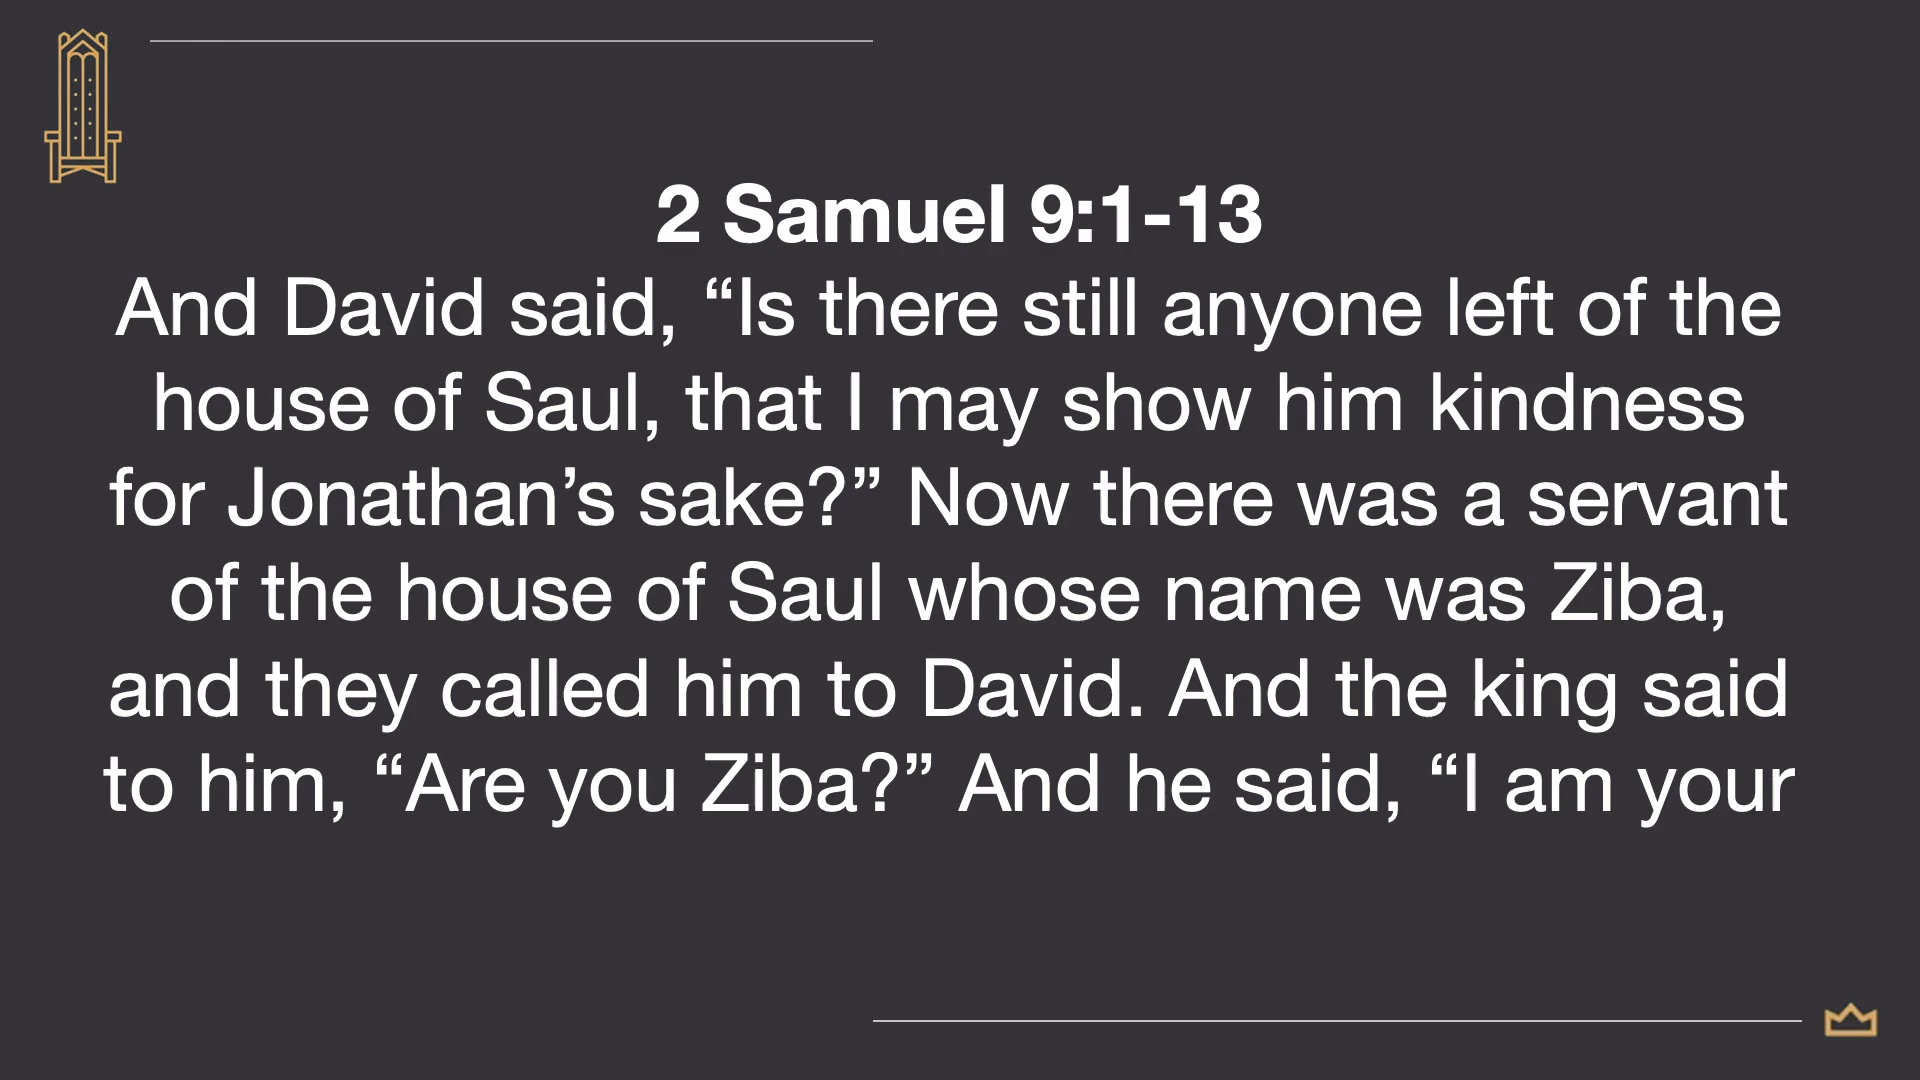 2 Samuel 9:1-13
And David said, “Is there still anyone left of the
house of Saul, that I may show him kindness
for Jonathan’s sake?” Now there was a servant
of the house of Saul whose name was Ziba,
and they called him to David. And the king said
to him, “Are you Ziba?” And he said, “I am your